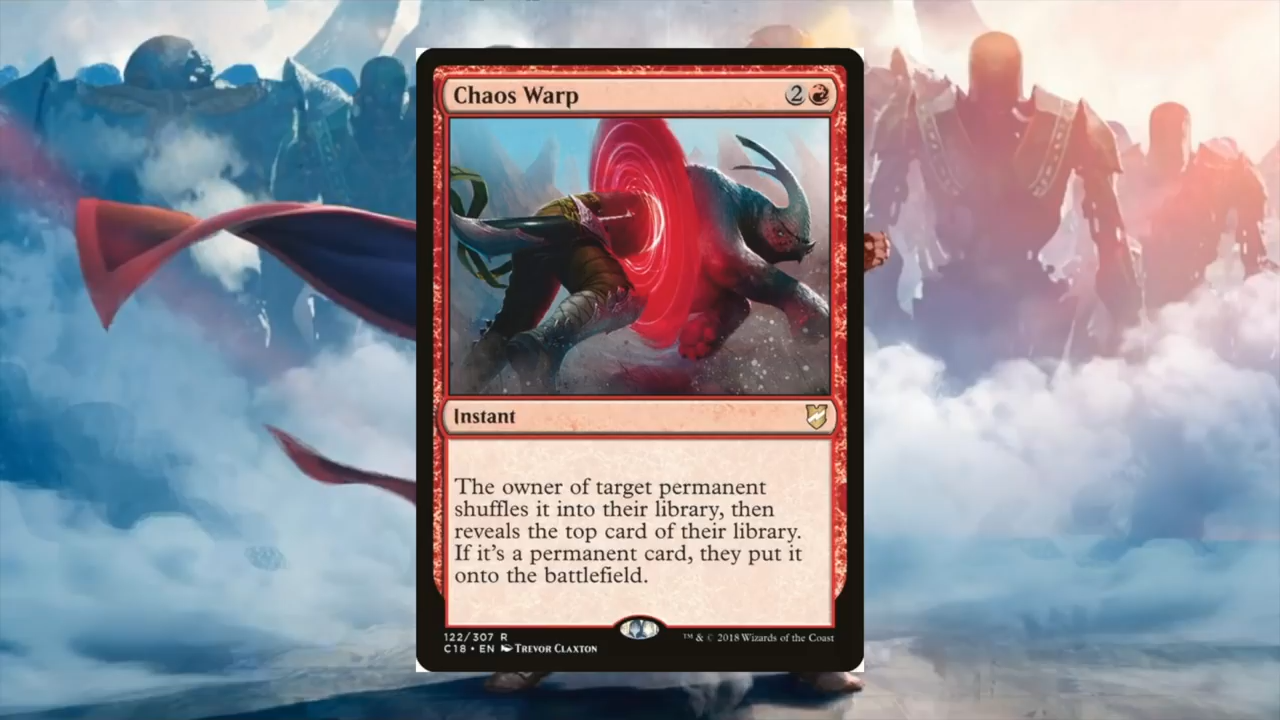 Chaos Warp 2
Instant
The owner of target permanent
shuffles it into their library, then
reveals the top card of their library.
If it's a permanent card, they put it
onto the battlefield.
122/307 R
C18 • EN Trevor Claxton
™ & © 2018 Wizards of the Coast